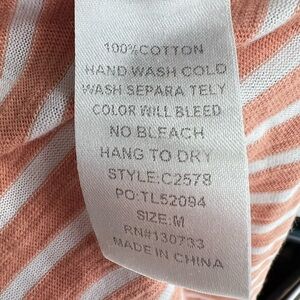 100%COTTON
HAND WASH COLD
WASH SEPARA TELY
COLOR WILL BLEED
NO BLEACH
HANG TO DRY
STYLE:C2578
PO:TL52094
SIZE:M
RN#130733
MADE IN CHINA